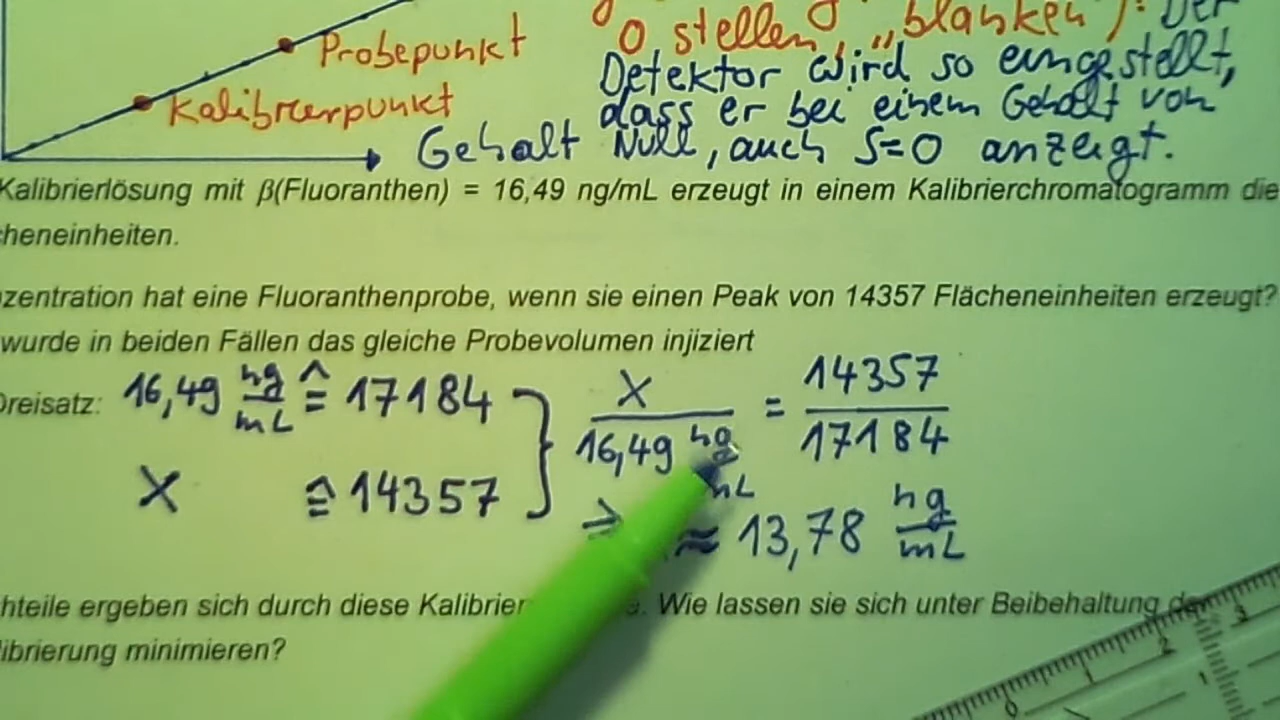 0 stellen, „blanken"). Der
Probepunkt
Detektor wird so eingestellt,
Kalibrierpunkt
dass er bei einem Gehalt von
Gehalt
Null, auch S=0 anzeigt.
Kalibrierlösung mit β(Fluoranthen) = 16,49 ng/mL erzeugt in einem Kalibrierchromatogramm die
cheneinheiten.
zentration hat eine Fluoranthenprobe, wenn sie einen Peak von 14357 Flächeneinheiten erzeugt?
wurde in beiden Fällen das gleiche Probevolumen injiziert
Dreisatz: 16,49 ng/mL ≙ 17184 } X / 16,49 ng/mL = 14357 / 17184
X ≙ 14357
⇒ ≈ 13,78 ng/mL
hteile ergeben sich durch diese Kalibrier e. Wie lassen sie sich unter Beibehaltung
librierung minimieren?
0 1 2 3